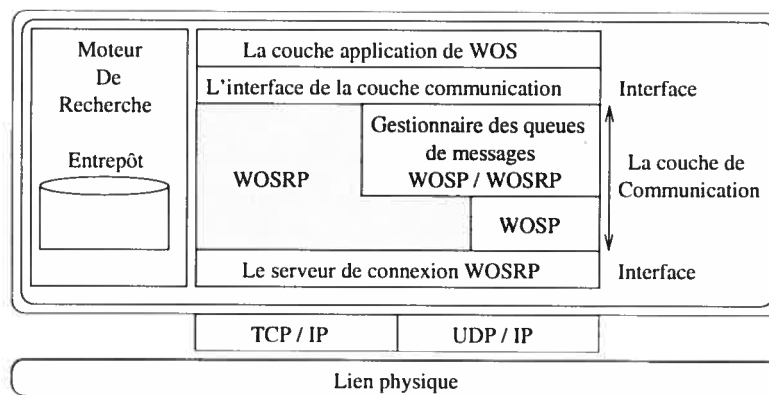 Moteur
De
Recherche
Entrepôt
La couche application de WOS
L'interface de la couche communication
WOSRP
Gestionnaire des queues
de messages
WOSP / WOSRP
WOSP
Le serveur de connexion WOSRP
Interface
La couche de
Communication
Interface
TCP / IP
UDP / IP
Lien physique